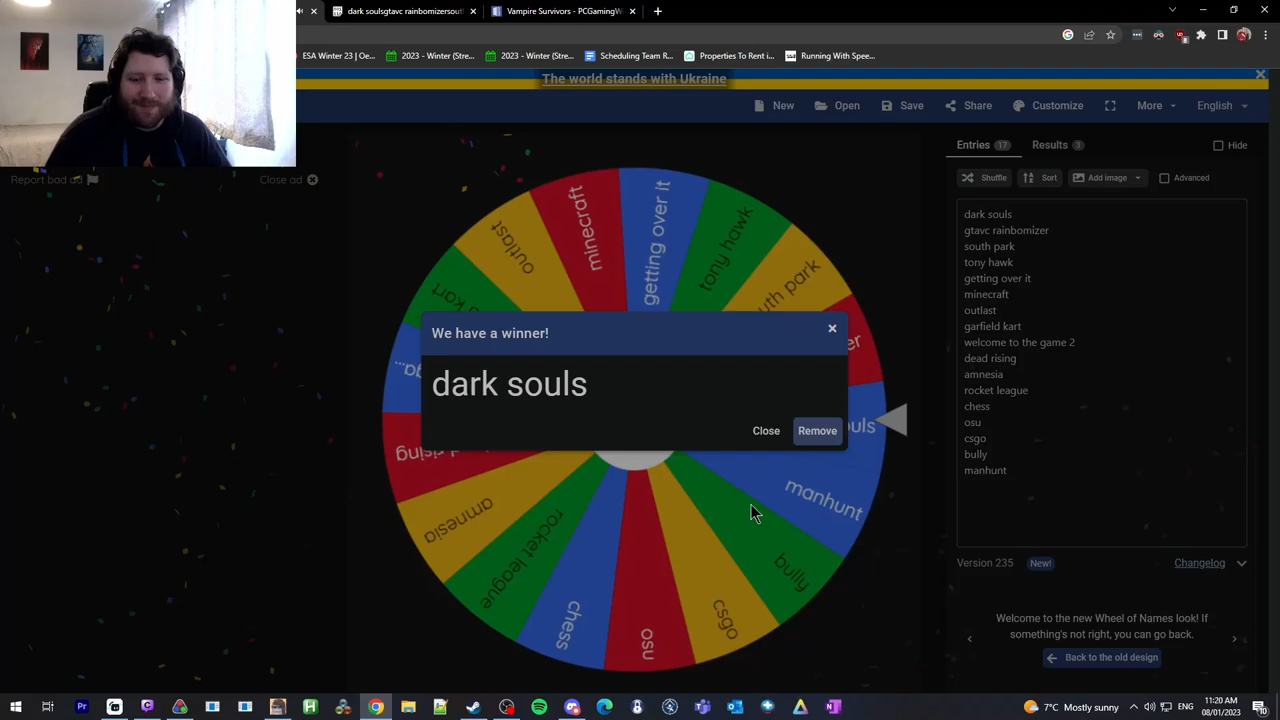 dark soulsgtavc rainbomizersout
Vampire Survivors - PCGamingW
ESA Winter 23 | Oe...
2023 - Winter (Stre...
2023 - Winter (Stre...
Scheduling Team R...
Properties To Rent i...
Running With Spee...
The world stands with Ukraine
New
Open
Save
Share
Customize
More
English
Report bad ad
Close ad
Entries 17
Results 3
Hide
Shuffle
Sort
Add image
Advanced
dark souls
gtavc rainbomizer
south park
tony hawk
getting over it
minecraft
outlast
garfield kart
welcome to the game 2
dead rising
amnesia
rocket league
chess
osu
csgo
bully
manhunt
outlast
minecraft
getting over it
tony hawk
uth park
er
uls
manhunt
bully
csgo
osu
chess
rocket league
amnesia
rising
kart
We have a winner!
dark souls
Close
Remove
Version 235
New!
Changelog
Welcome to the new Wheel of Names look! If
something's not right, you can go back.
Back to the old design
7°C Mostly sunny
ENG
11:20 AM
08/01/2023